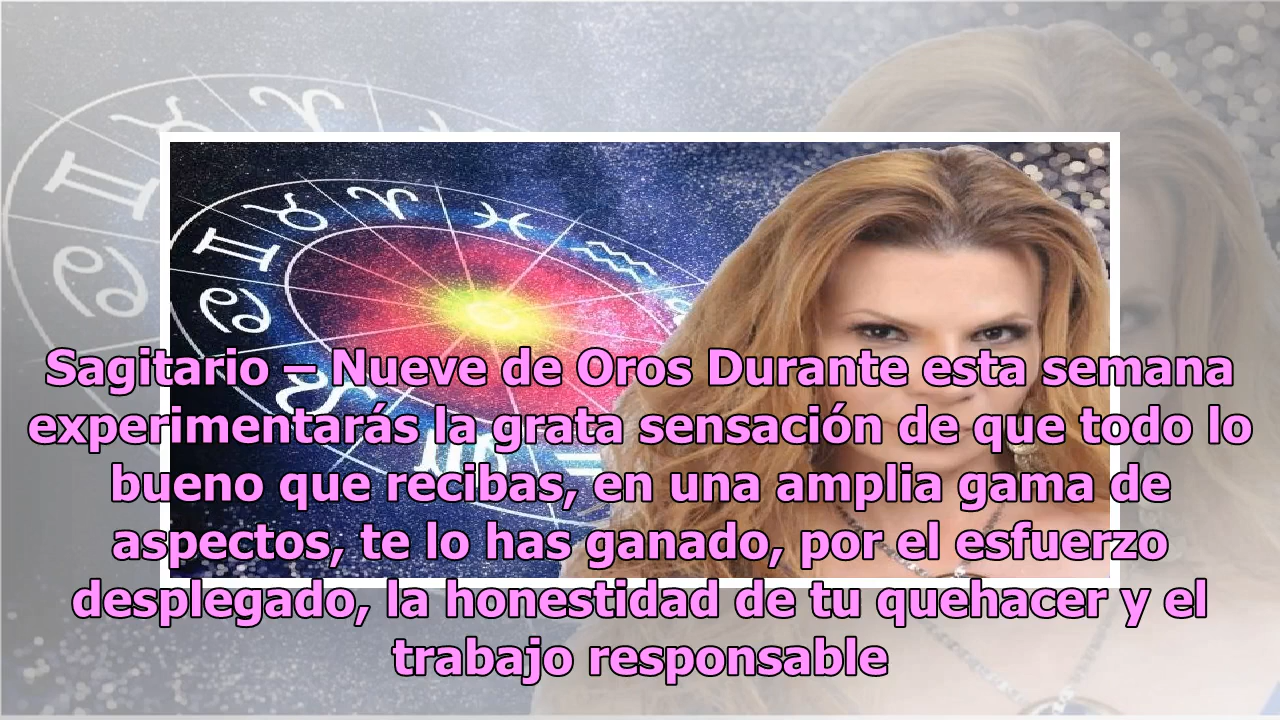 Sagitario – Nueve de Oros Durante esta semana
experimentarás la grata sensación de que todo lo
bueno que recibas, en una amplia gama de
aspectos, te lo has ganado, por el esfuerzo
desplegado, la honestidad de tu quehacer y el
trabajo responsable